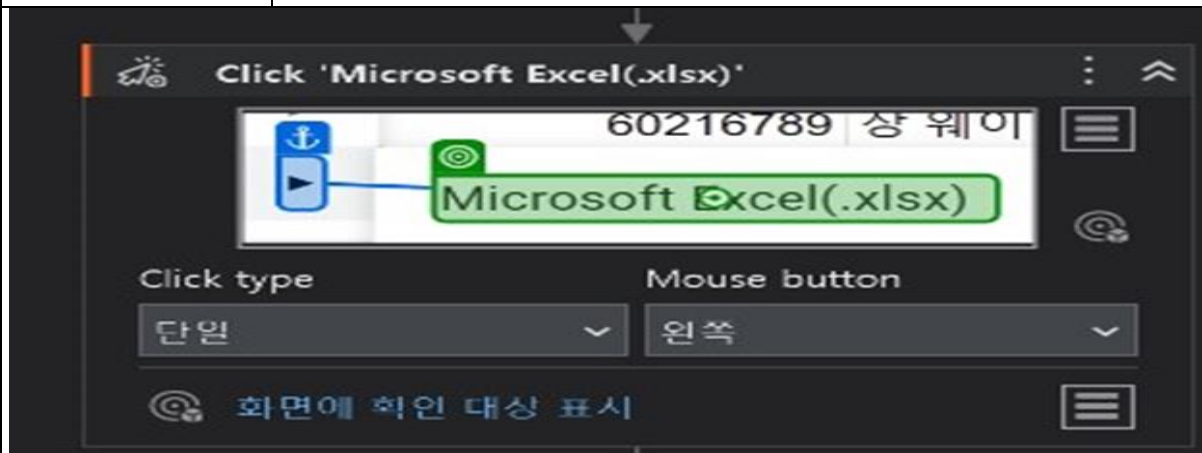 Click 'Microsoft Excel(.xlsx)'
60216789 샹 웨이
Microsoft Excel(.xlsx)
Click type
Mouse button
단일
왼쪽
화면에 확인 대상 표시